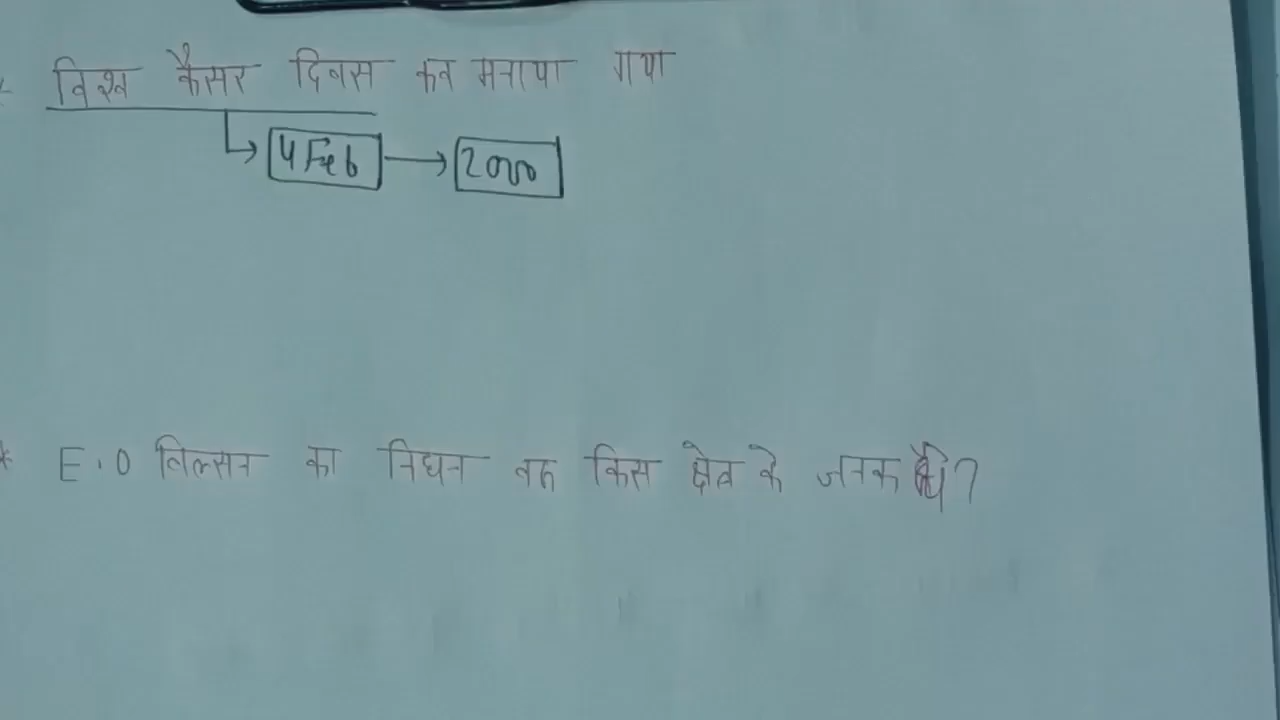 * विश्व कैसर दिवस कब मनाया गया
4 Feb → 2000
* E.O विल्सन का निधन वह किस क्षेत्र के जनक थे?